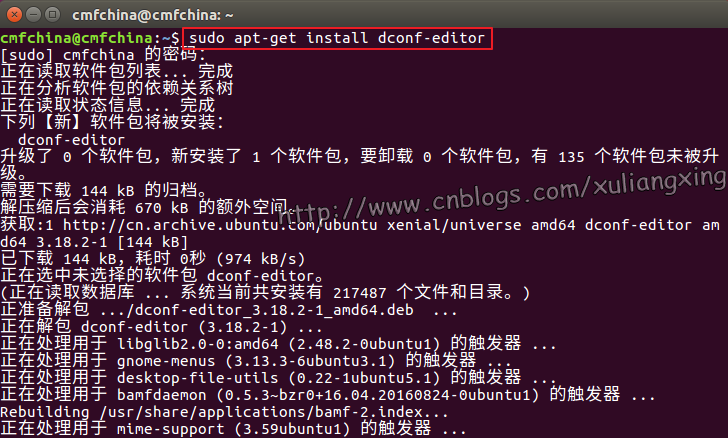 cmfchina@cmfchina: ~
cmfchina@cmfchina:~$ sudo apt-get install dconf-editor
[sudo] cmfchina 的密码：
正在读取软件包列表... 完成
正在分析软件包的依赖关系树
正在读取状态信息... 完成
下列【新】软件包将被安装：
dconf-editor
升级了 0 个软件包，新安装了 1 个软件包，要卸载 0 个软件包，有 135 个软件包未被升
级。
需要下载 144 kB 的归档。
解压缩后会消耗 670 kB 的额外空间。
http://www.cnblogs.com/xuliangxing
获取:1 http://cn.archive.ubuntu.com/ubuntu xenial/universe amd64 dconf-editor am
d64 3.18.2-1 [144 kB]
已下载 144 kB，耗时 0秒 (974 kB/s)
正在选中未选择的软件包 dconf-editor。
(正在读取数据库 ... 系统当前共安装有 217487 个文件和目录。)
正准备解包 .../dconf-editor_3.18.2-1_amd64.deb  ...
正在解包 dconf-editor (3.18.2-1) ...
正在处理用于 libglib2.0-0:amd64 (2.48.2-0ubuntu1) 的触发器 ...
正在处理用于 gnome-menus (3.13.3-6ubuntu3.1) 的触发器 ...
正在处理用于 desktop-file-utils (0.22-1ubuntu5.1) 的触发器 ...
正在处理用于 bamfdaemon (0.5.3~bzr0+16.04.20160824-0ubuntu1) 的触发器 ...
Rebuilding /usr/share/applications/bamf-2.index...
正在处理用于 mime-support (3.59ubuntu1) 的触发器 ...